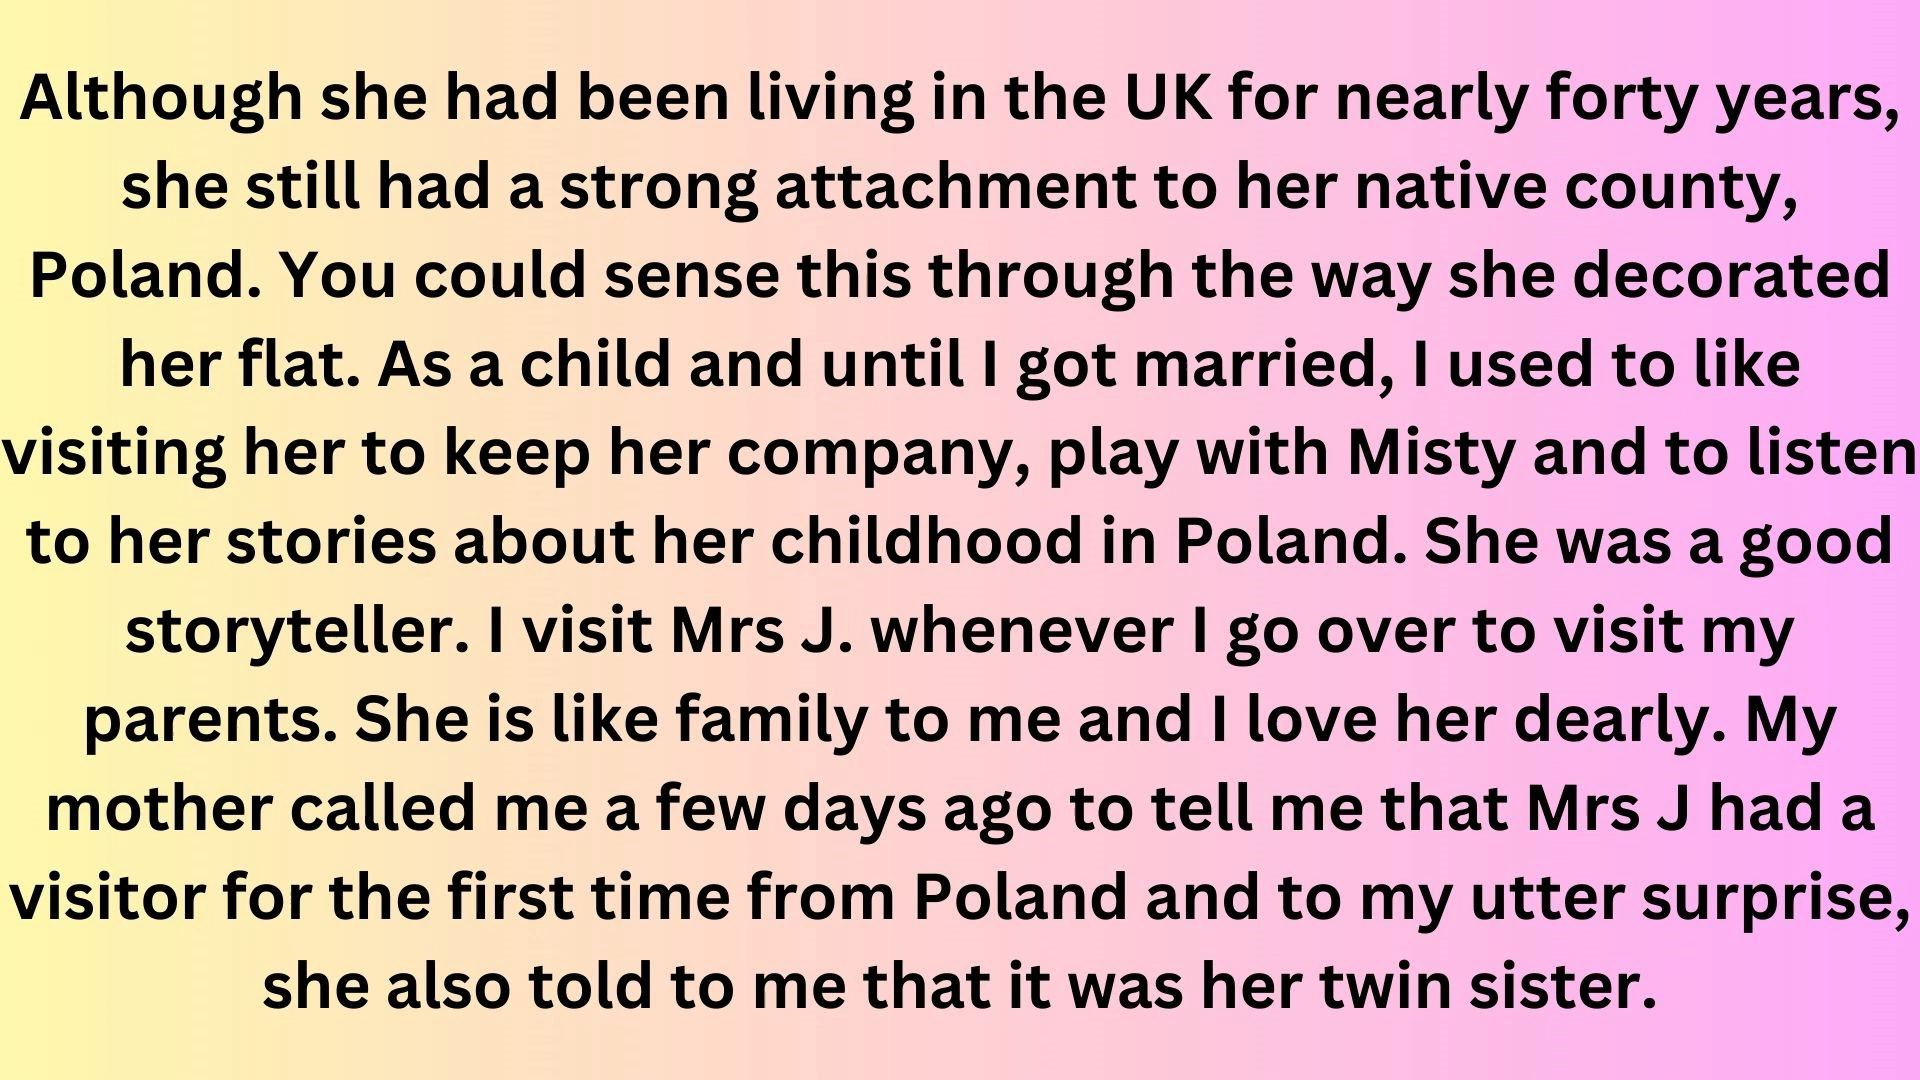 Although she had been living in the UK for nearly forty years,
she still had a strong attachment to her native county,
Poland. You could sense this through the way she decorated
her flat. As a child and until I got married, I used to like
visiting her to keep her company, play with Misty and to listen
to her stories about her childhood in Poland. She was a good
storyteller. I visit Mrs J. whenever I go over to visit my
parents. She is like family to me and I love her dearly. My
mother called me a few days ago to tell me that Mrs J had a
visitor for the first time from Poland and to my utter surprise,
she also told to me that it was her twin sister.